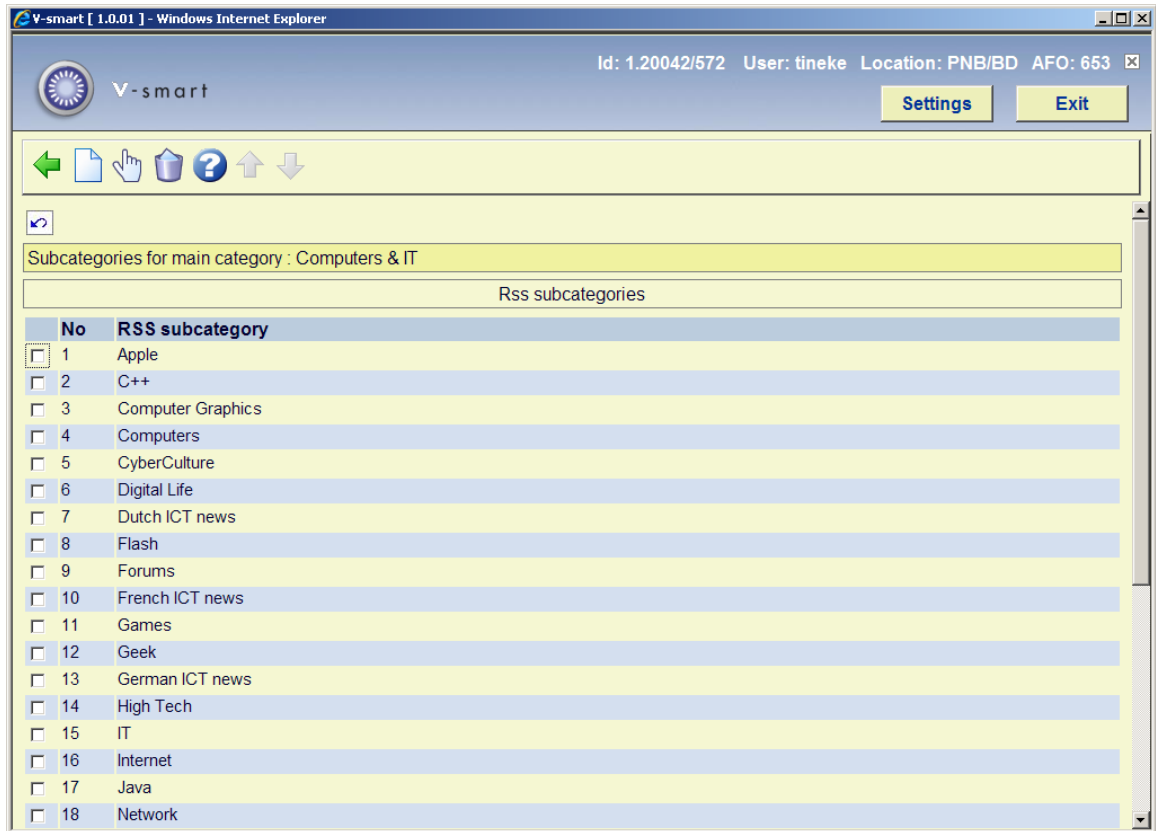 V-smart [ 1.0.01 ] - Windows Internet Explorer
Id: 1.20042/572 User: tineke Location: PNB/BD AFO: 653
V-smart
Settings Exit
Subcategories for main category : Computers & IT
Rss subcategories
No RSS subcategory
1 Apple
2 C++
3 Computer Graphics
4 Computers
5 CyberCulture
6 Digital Life
7 Dutch ICT news
8 Flash
9 Forums
10 French ICT news
11 Games
12 Geek
13 German ICT news
14 High Tech
15 IT
16 Internet
17 Java
18 Network